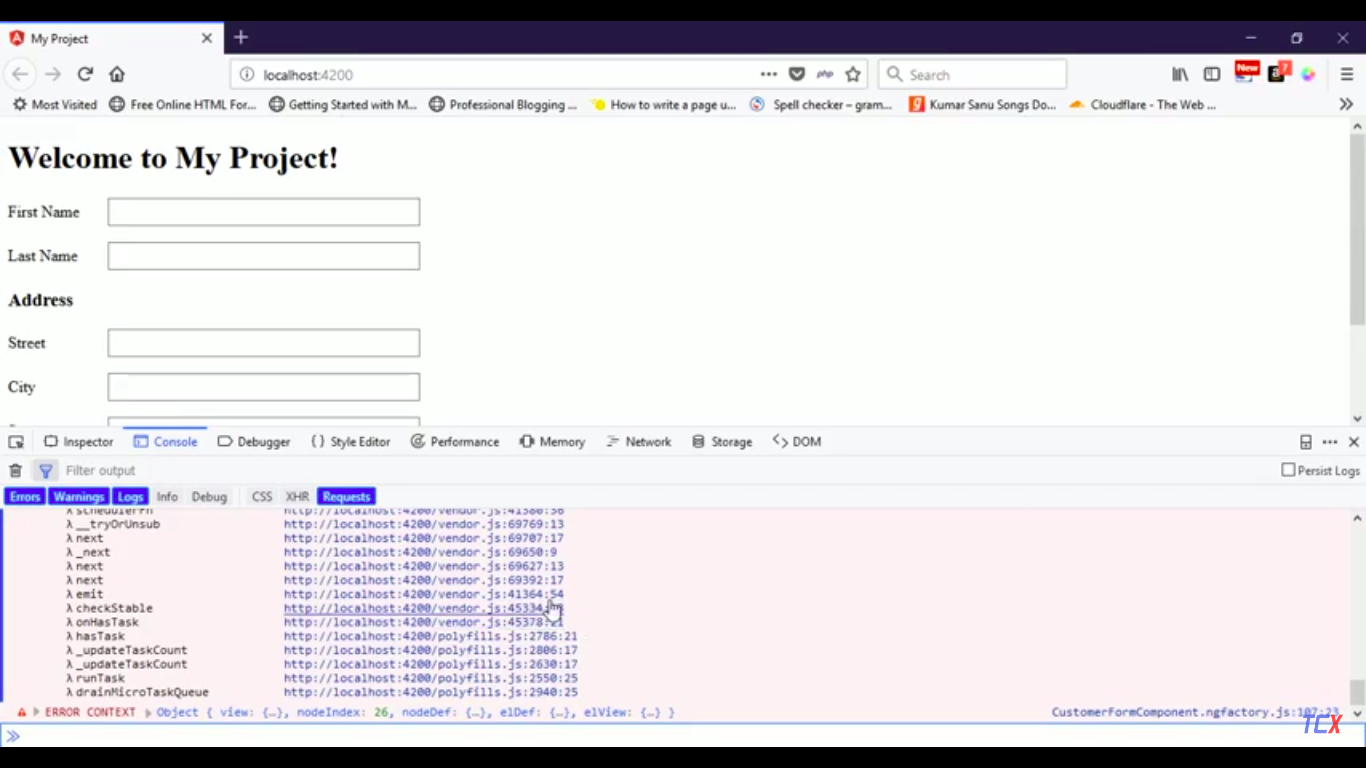 My Project
localhost:4200
Search
New
7
Most Visited Free Online HTML For... Getting Started with M... Professional Blogging ... How to write a page u... Spell checker – gram... Kumar Sanu Songs Do... Cloudflare - The Web ...
Welcome to My Project!
First Name
Last Name
Address
Street
City
Inspector Console Debugger { } Style Editor Performance Memory Network Storage <> DOM
Filter output Persist Logs
Errors Warnings Logs Info Debug CSS XHR Requests
λ schedulerFn http://localhost:4200/vendor.js:41380:36
λ __tryOrUnsub http://localhost:4200/vendor.js:69769:13
λ next http://localhost:4200/vendor.js:69707:17
λ _next http://localhost:4200/vendor.js:69650:9
λ next http://localhost:4200/vendor.js:69627:13
λ next http://localhost:4200/vendor.js:69392:17
λ emit http://localhost:4200/vendor.js:41364:54
λ checkStable http://localhost:4200/vendor.js:45334
λ onHasTask http://localhost:4200/vendor.js:45378:21
λ hasTask http://localhost:4200/polyfills.js:2786:21
λ _updateTaskCount http://localhost:4200/polyfills.js:2806:17
λ _updateTaskCount http://localhost:4200/polyfills.js:2630:17
λ runTask http://localhost:4200/polyfills.js:2550:25
λ drainMicroTaskQueue http://localhost:4200/polyfills.js:2940:25
ERROR CONTEXT Object { view: {…}, nodeIndex: 26, nodeDef: {…}, elDef: {…}, elView: {…} } CustomerFormComponent.ngfactory.js:107:23
TCX